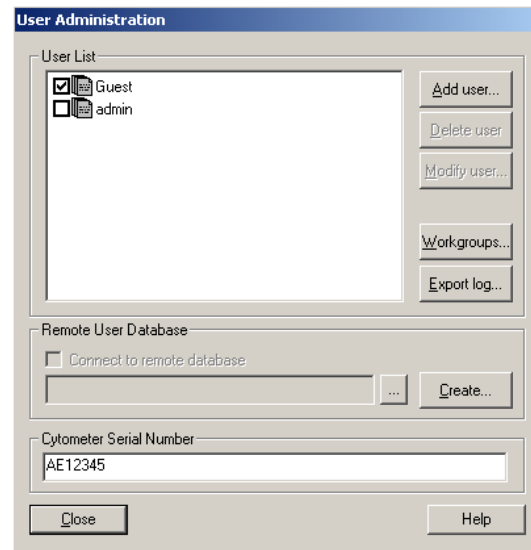 User Administration
User List
Guest
admin
Add user...
Delete user
Modify user...
Workgroups...
Export log...
Remote User Database
Connect to remote database
...
Create...
Cytometer Serial Number
AE12345
Close
Help